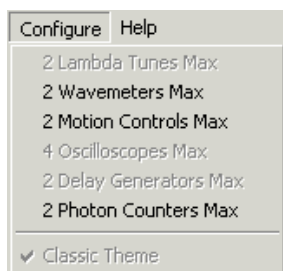 Configure Help
2 Lambda Tunes Max
2 Wavemeters Max
2 Motion Controls Max
4 Oscilloscopes Max
2 Delay Generators Max
2 Photon Counters Max
Classic Theme